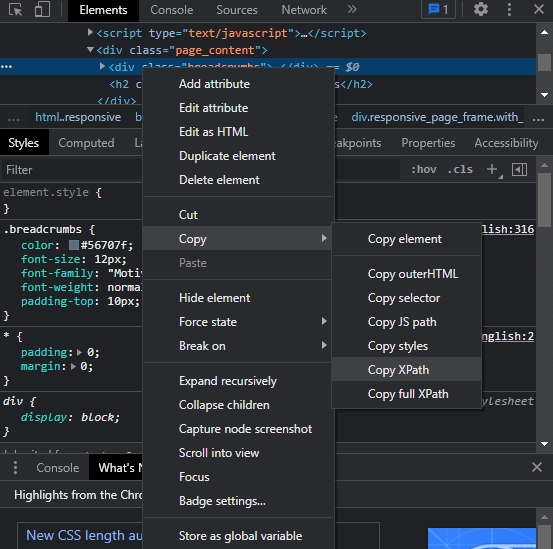 Elements
Console
Sources
Network
1
<script type="text/javascript">…</script>
<div class="page_content">
<div class="breadcrumbs">…</div> == $0
<h2 c
s</h2>
</div>
…
html..responsive
b
e
div.responsive_page_frame.with_
…
Styles
Computed
La
akpoints
Properties
Accessibility
Filter
:hov .cls
element.style {
}
.breadcrumbs {
nglish:316
color: #56707f;
font-size: 12px;
font-family: "Motiv
font-weight: norma
padding-top: 10px;
}
* {
nglish:2
padding: 0;
margin: 0;
}
div {
ylesheet
display: block;
}
Add attribute
Edit attribute
Edit as HTML
Duplicate element
Delete element
Cut
Copy
Paste
Hide element
Force state
Break on
Expand recursively
Collapse children
Capture node screenshot
Scroll into view
Focus
Badge settings...
Store as global variable
Copy element
Copy outerHTML
Copy selector
Copy JS path
Copy styles
Copy XPath
Copy full XPath
Console
What's N
Highlights from the Chro
New CSS length au